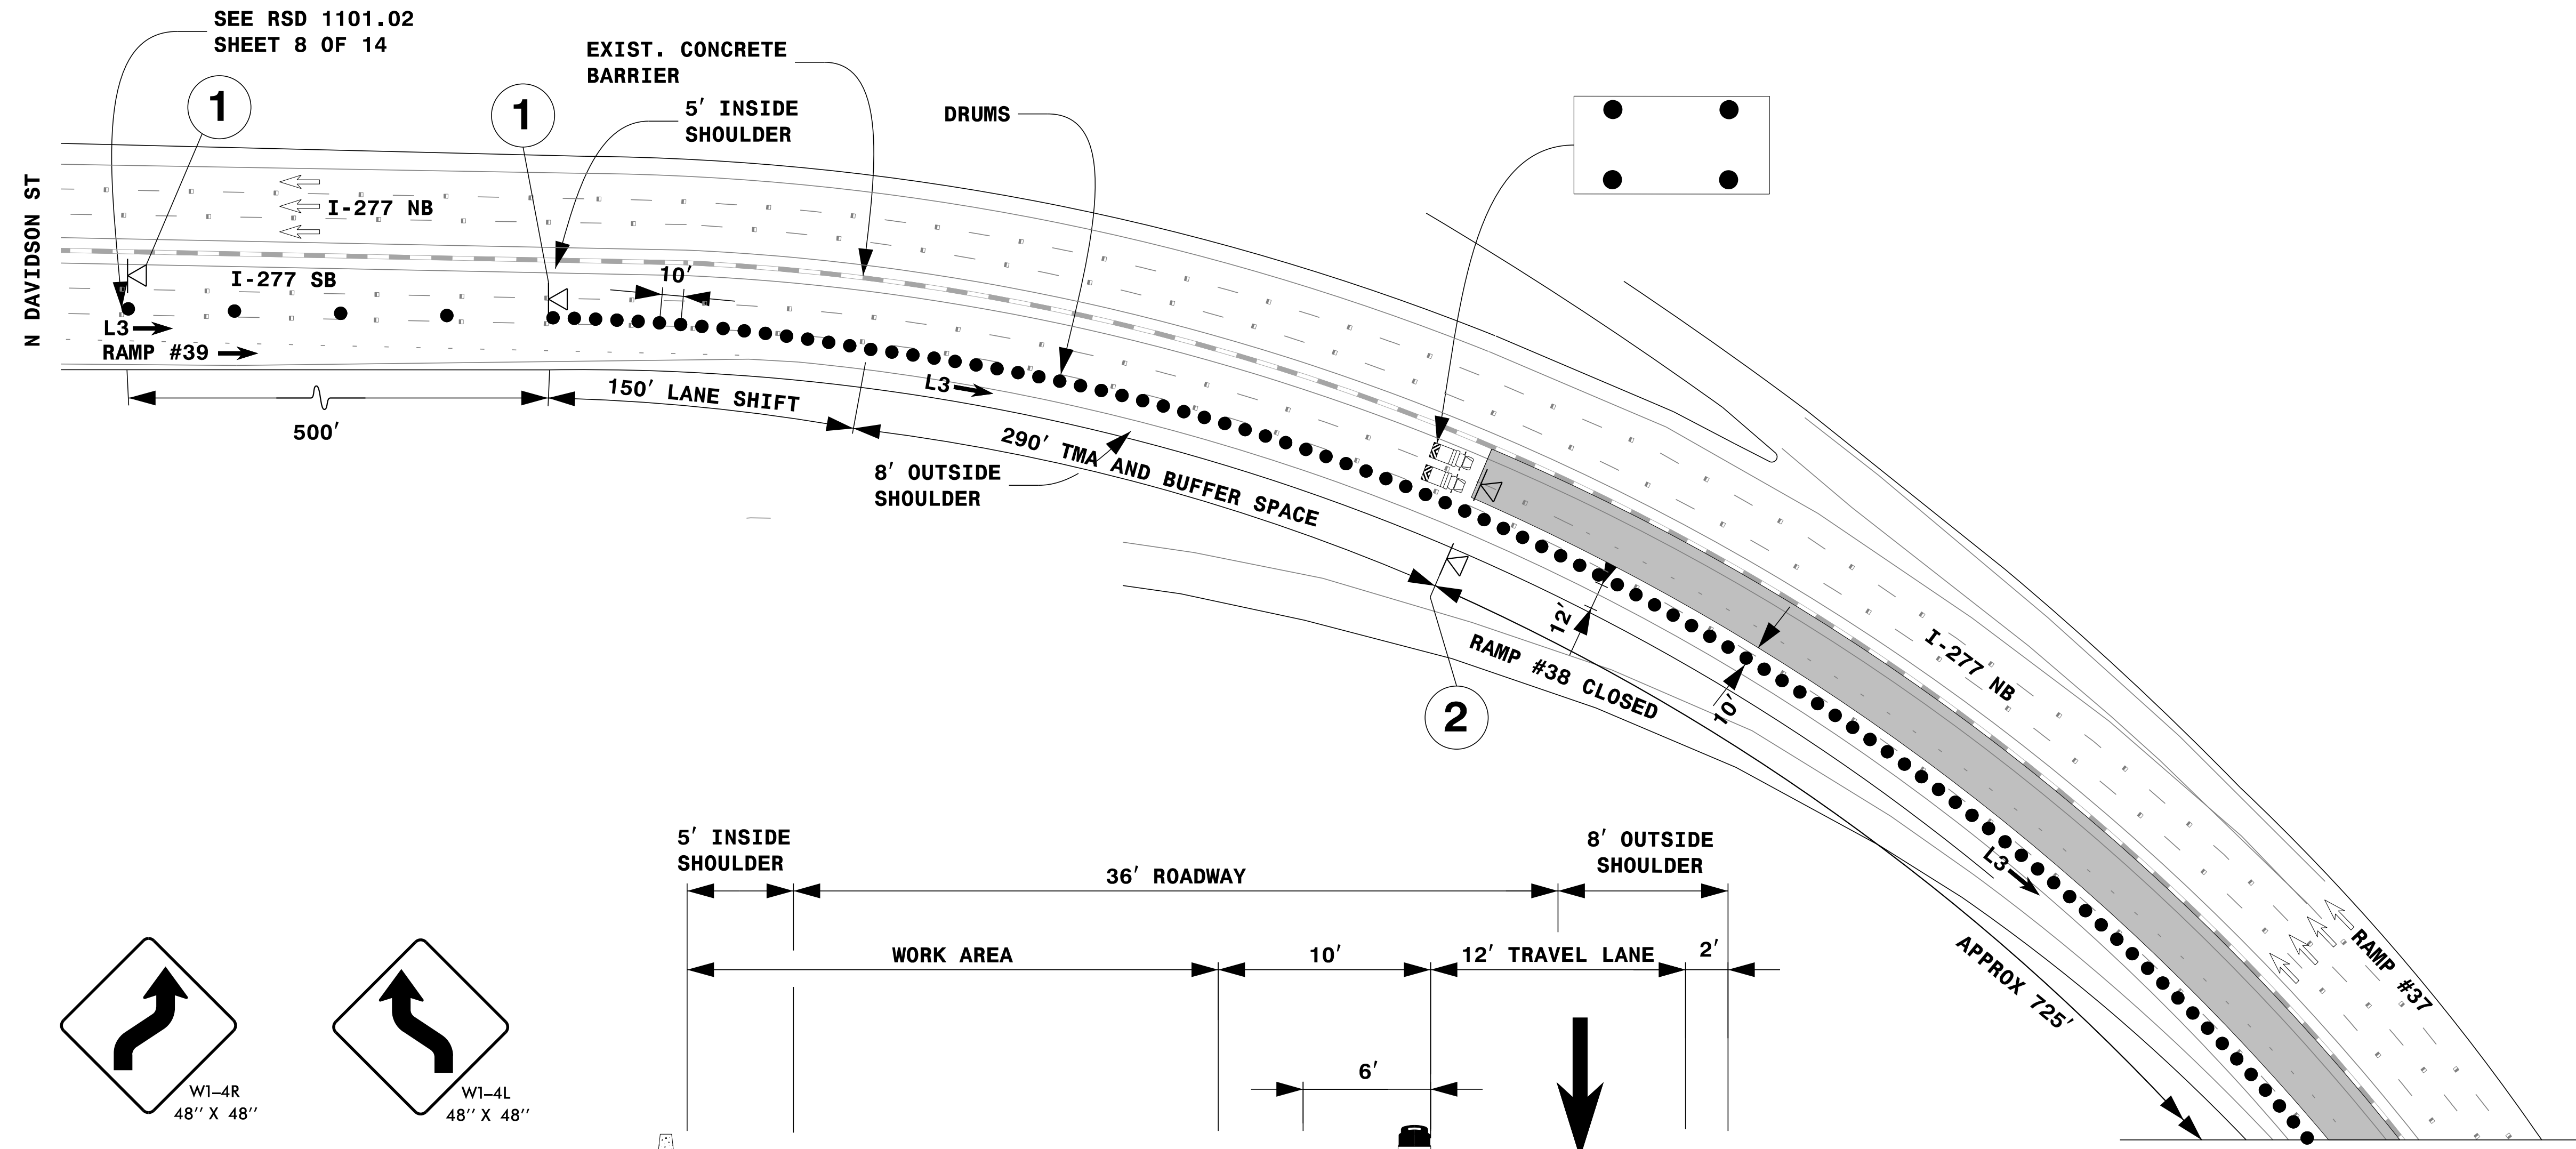 SEE RSD 1101.02
SHEET 8 OF 14
1
1
EXIST. CONCRETE
BARRIER
5' INSIDE
SHOULDER
DRUMS
N DAVIDSON ST
I-277 NB
I-277 SB
10'
L3
RAMP #39
500'
150' LANE SHIFT
L3
290' TMA AND BUFFER SPACE
8' OUTSIDE
SHOULDER
12'
RAMP #38 CLOSED
10'
2
I-277 NB
L3
RAMP #37
APPROX 725'
5' INSIDE
SHOULDER
36' ROADWAY
8' OUTSIDE
SHOULDER
WORK AREA
10'
12' TRAVEL LANE
2'
6'
W1-4R
48'' X 48''
W1-4L
48'' X 48''